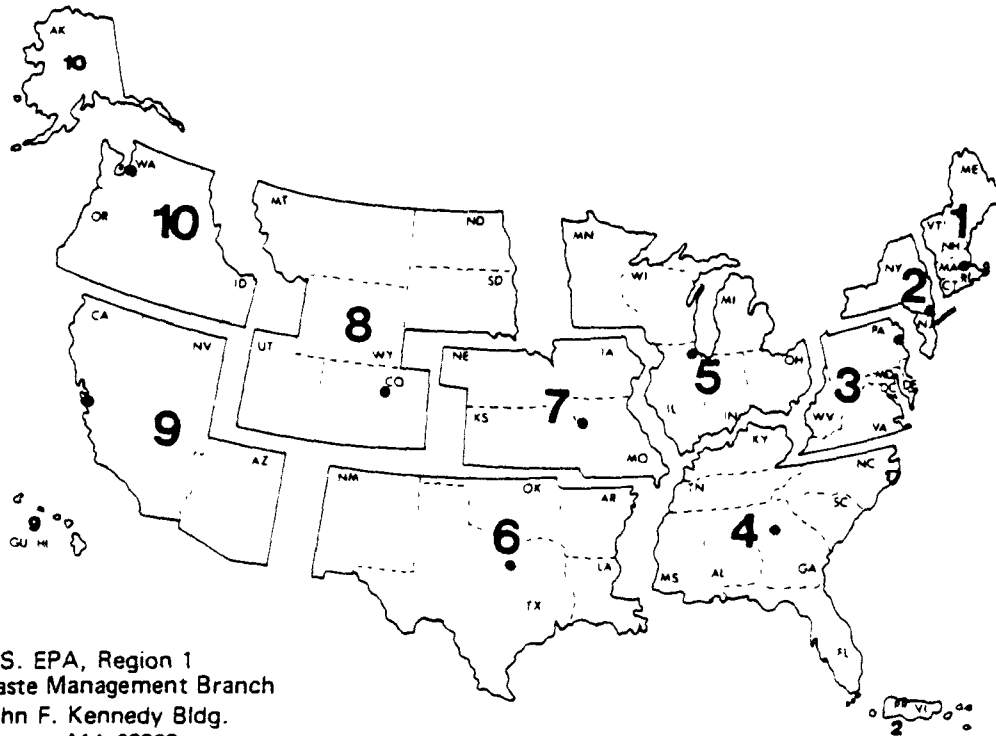 AK
10
WA
OR
10
ID
MT
ND
SD
8
WY
UT
CO
CA
NV
9
AZ
9
GU HI
NE
IA
7
KS
MO
NM
OK
AR
6
LA
TX
MN
WI
MI
5
OH
IL
IN
KY
TN
NC
SC
4
MS
AL
GA
FL
ME
VT
1
NH
MA
RI
CT
NY
2
NJ
PA
3
MD
DC
DE
WV
VA
VI
2
S. EPA, Region 1
aste Management Branch
hn F. Kennedy Bldg.